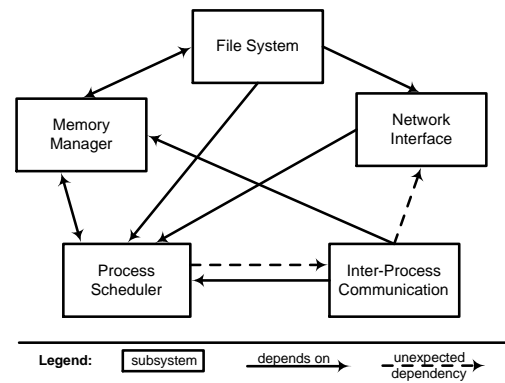 File System
Memory
Manager
Network
Interface
Process
Scheduler
Inter-Process
Communication
Legend:
subsystem
depends on
unexpected
dependency